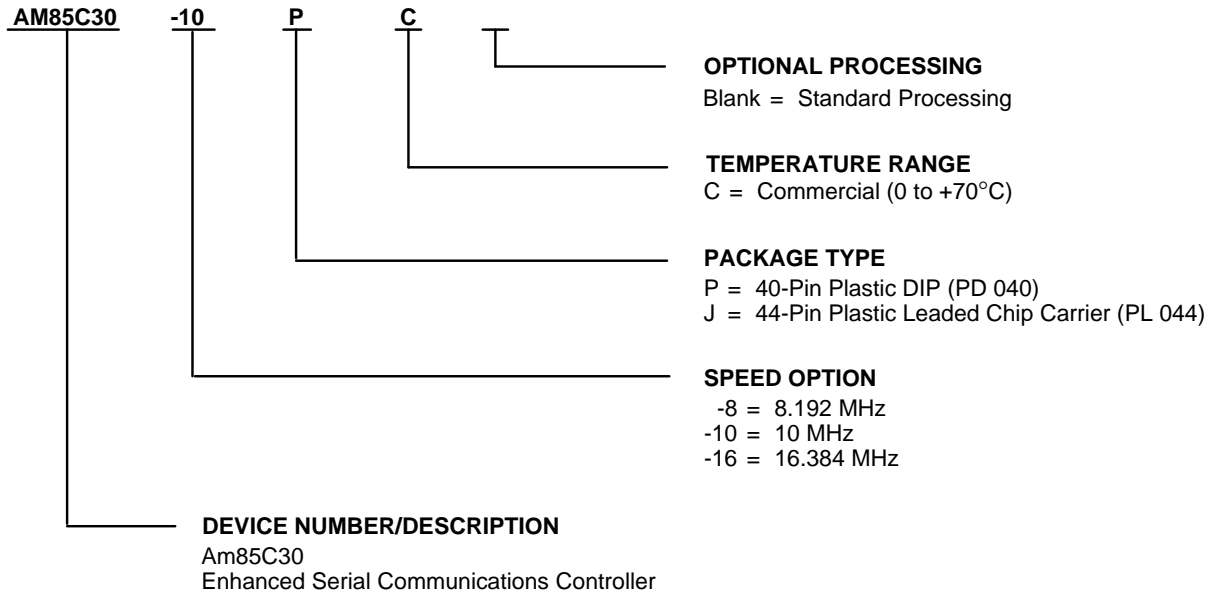 AM85C30 -10 P C
OPTIONAL PROCESSING
Blank = Standard Processing
TEMPERATURE RANGE
C = Commercial (0 to +70°C)
PACKAGE TYPE
P = 40-Pin Plastic DIP (PD 040)
J = 44-Pin Plastic Leaded Chip Carrier (PL 044)
SPEED OPTION
-8 = 8.192 MHz
-10 = 10 MHz
-16 = 16.384 MHz
DEVICE NUMBER/DESCRIPTION
Am85C30
Enhanced Serial Communications Controller